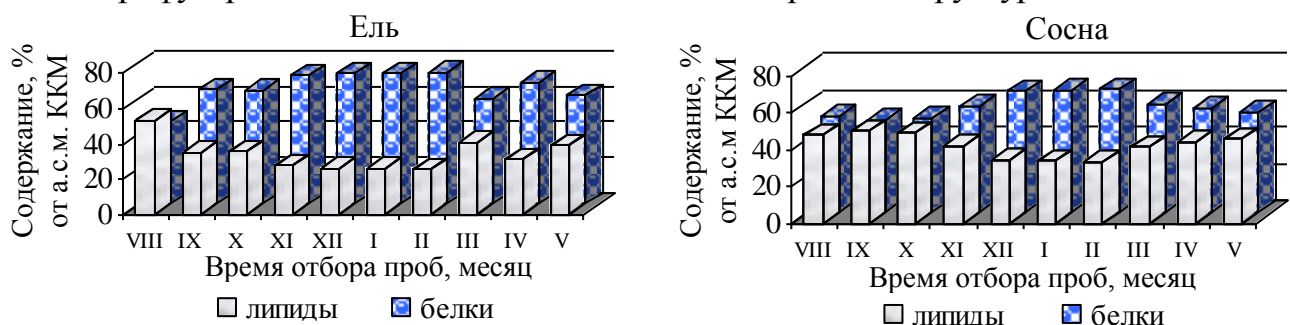 Ель
Содержание, %
от а.с.м. ККМ
80
60
40
20
0
VIII IX X XI XII I II III IV V
Время отбора проб, месяц
липиды белки
Сосна
Содержание, %
от а.с.м ККМ
80
60
40
20
0
VIII IX X XI XII I II III IV V
Время отбора проб, месяц
липиды белки